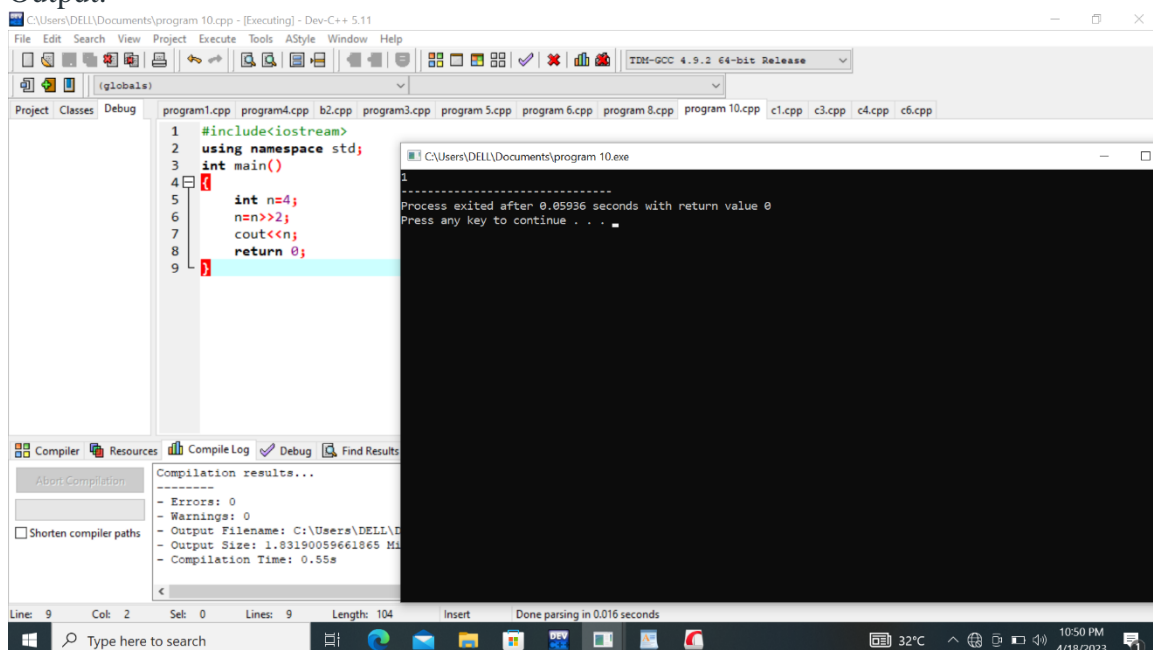 Output:
C:\Users\DELL\Documents\program 10.cpp - [Executing] - Dev-C++ 5.11
File Edit Search View Project Execute Tools AStyle Window Help
TDM-GCC 4.9.2 64-bit Release
(globals)
Project Classes Debug program1.cpp program4.cpp b2.cpp program3.cpp program 5.cpp program 6.cpp program 8.cpp program 10.cpp c1.cpp c3.cpp c4.cpp c6.cpp
1 #include<iostream>
2 using namespace std;
3 int main()
4 {
5 int n=4;
6 n=n>>2;
7 cout<<n;
8 return 0;
9 }
C:\Users\DELL\Documents\program 10.exe
1
--------------------------------
Process exited after 0.05936 seconds with return value 0
Press any key to continue . . .
Compiler Resources Compile Log Debug Find Results
Abort Compilation
Shorten compiler paths
Compilation results...
--------
- Errors: 0
- Warnings: 0
- Output Filename: C:\Users\DELL\D
- Output Size: 1.83190059661865 Mi
- Compilation Time: 0.55s
Line: 9 Col: 2 Sel: 0 Lines: 9 Length: 104 Insert Done parsing in 0.016 seconds
Type here to search
DEV
32°C
10:50 PM
4/18/2023